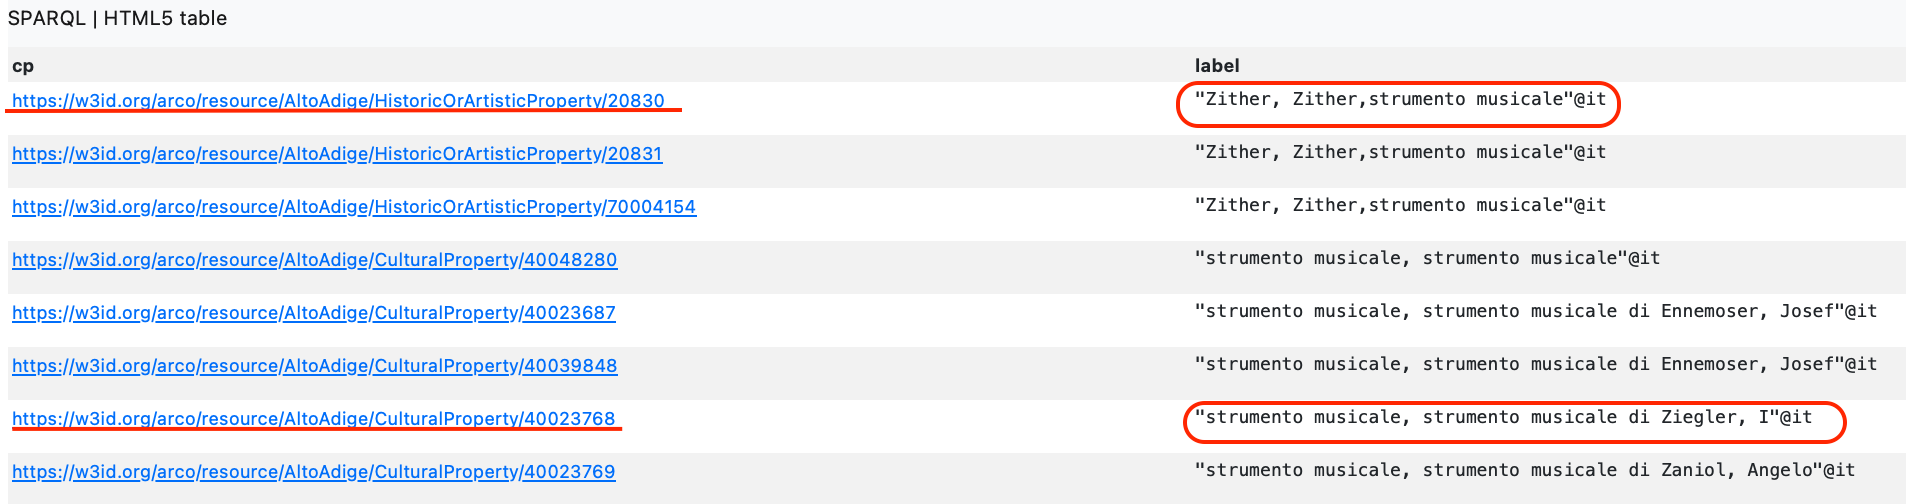 SPARQL | HTML5 table
cp label
https://w3id.org/arco/resource/AltoAdige/HistoricOrArtisticProperty/20830 "Zither, Zither,strumento musicale"@it
https://w3id.org/arco/resource/AltoAdige/HistoricOrArtisticProperty/20831 "Zither, Zither,strumento musicale"@it
https://w3id.org/arco/resource/AltoAdige/HistoricOrArtisticProperty/70004154 "Zither, Zither,strumento musicale"@it
https://w3id.org/arco/resource/AltoAdige/CulturalProperty/40048280 "strumento musicale, strumento musicale"@it
https://w3id.org/arco/resource/AltoAdige/CulturalProperty/40023687 "strumento musicale, strumento musicale di Ennemoser, Josef"@it
https://w3id.org/arco/resource/AltoAdige/CulturalProperty/40039848 "strumento musicale, strumento musicale di Ennemoser, Josef"@it
https://w3id.org/arco/resource/AltoAdige/CulturalProperty/40023768 "strumento musicale, strumento musicale di Ziegler, I"@it
https://w3id.org/arco/resource/AltoAdige/CulturalProperty/40023769 "strumento musicale, strumento musicale di Zaniol, Angelo"@it